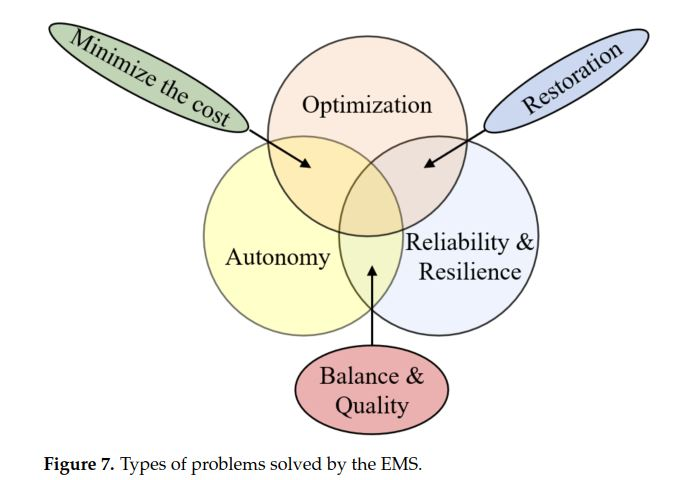 Minimize the cost
Restoration
Optimization
Autonomy
Reliability &
Resilience
Balance &
Quality
Figure 7. Types of problems solved by the EMS.